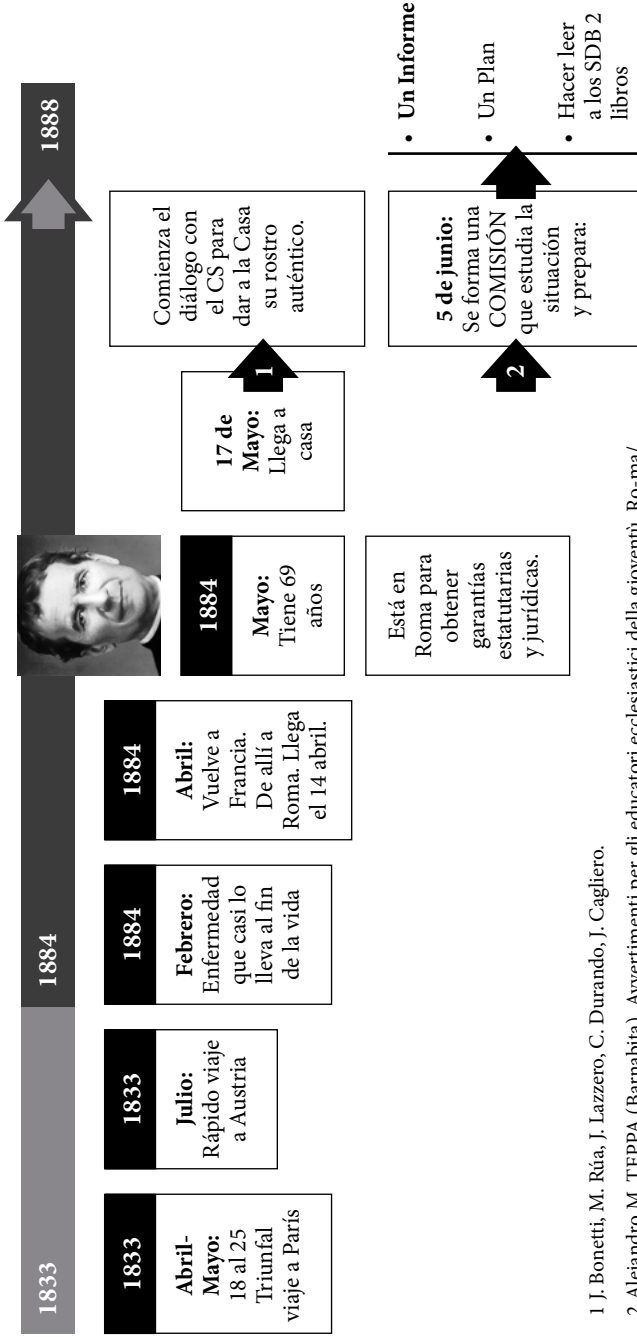 1833
1884
1888
1833
Abril-
Mayo:
18 al 25
Triunfal
viaje a París
1833
Julio:
Rápido viaje
a Austria
1884
Febrero:
Enfermedad
que casi lo
lleva al fin
de la vida
1884
Abril:
Vuelve a
Francia.
De allí a
Roma. Llega
el 14 abril.
1884
Mayo:
Tiene 69
años
Está en
Roma para
obtener
garantías
estatutarias
y jurídicas.
17 de
Mayo:
Llega a
casa
1
Comienza el
diálogo con
el CS para
dar a la Casa
su rostro
auténtico.
2
5 de junio:
Se forma una
COMISIÓN
que estudia la
situación
y prepara:
• Un Informe
• Un Plan
• Hacer leer
a los SDB 2
libros
1 J. Bonetti, M. Rúa, J. Lazzero, C. Durando, J. Cagliero.
2 Alejandro M. TEPPA (Barnabita), Avvertimenti per gli educatori ecclesiastici della gioventù, Ro-ma/